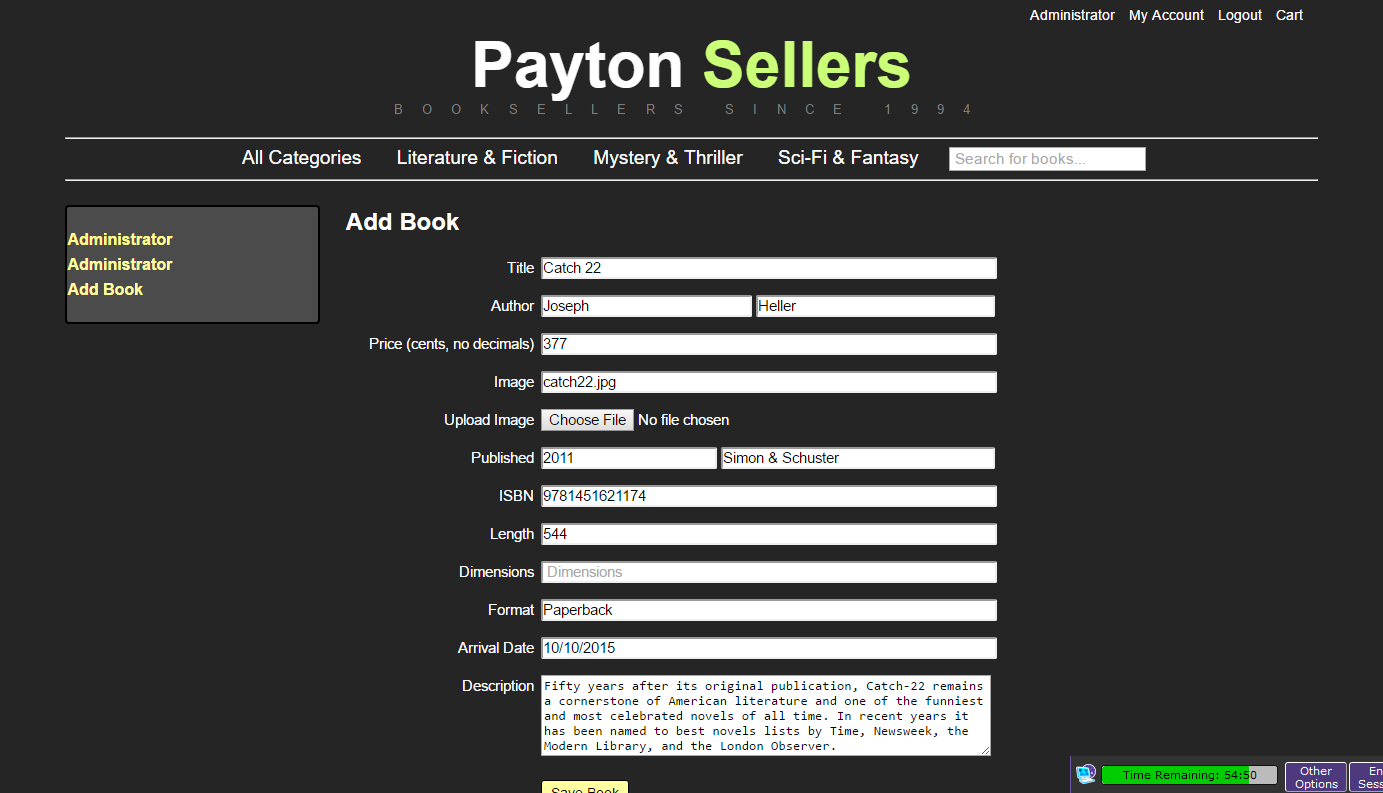 Administrator My Account Logout Cart
Payton Sellers
BOOKSELLERS SINCE 1994
All Categories Literature & Fiction Mystery & Thriller Sci-Fi & Fantasy Search for books...
Administrator
Administrator
Add Book
Add Book
Title Catch 22
Author Joseph Heller
Price (cents, no decimals) 377
Image catch22.jpg
Upload Image Choose File No file chosen
Published 2011 Simon & Schuster
ISBN 9781451621174
Length 544
Dimensions Dimensions
Format Paperback
Arrival Date 10/10/2015
Description Fifty years after its original publication, Catch-22 remains
a cornerstone of American literature and one of the funniest
and most celebrated novels of all time. In recent years it
has been named to best novels lists by Time, Newsweek, the
Modern Library, and the London Observer.
Save Book
Time Remaining: 54:50
Other
Options
En
Sess